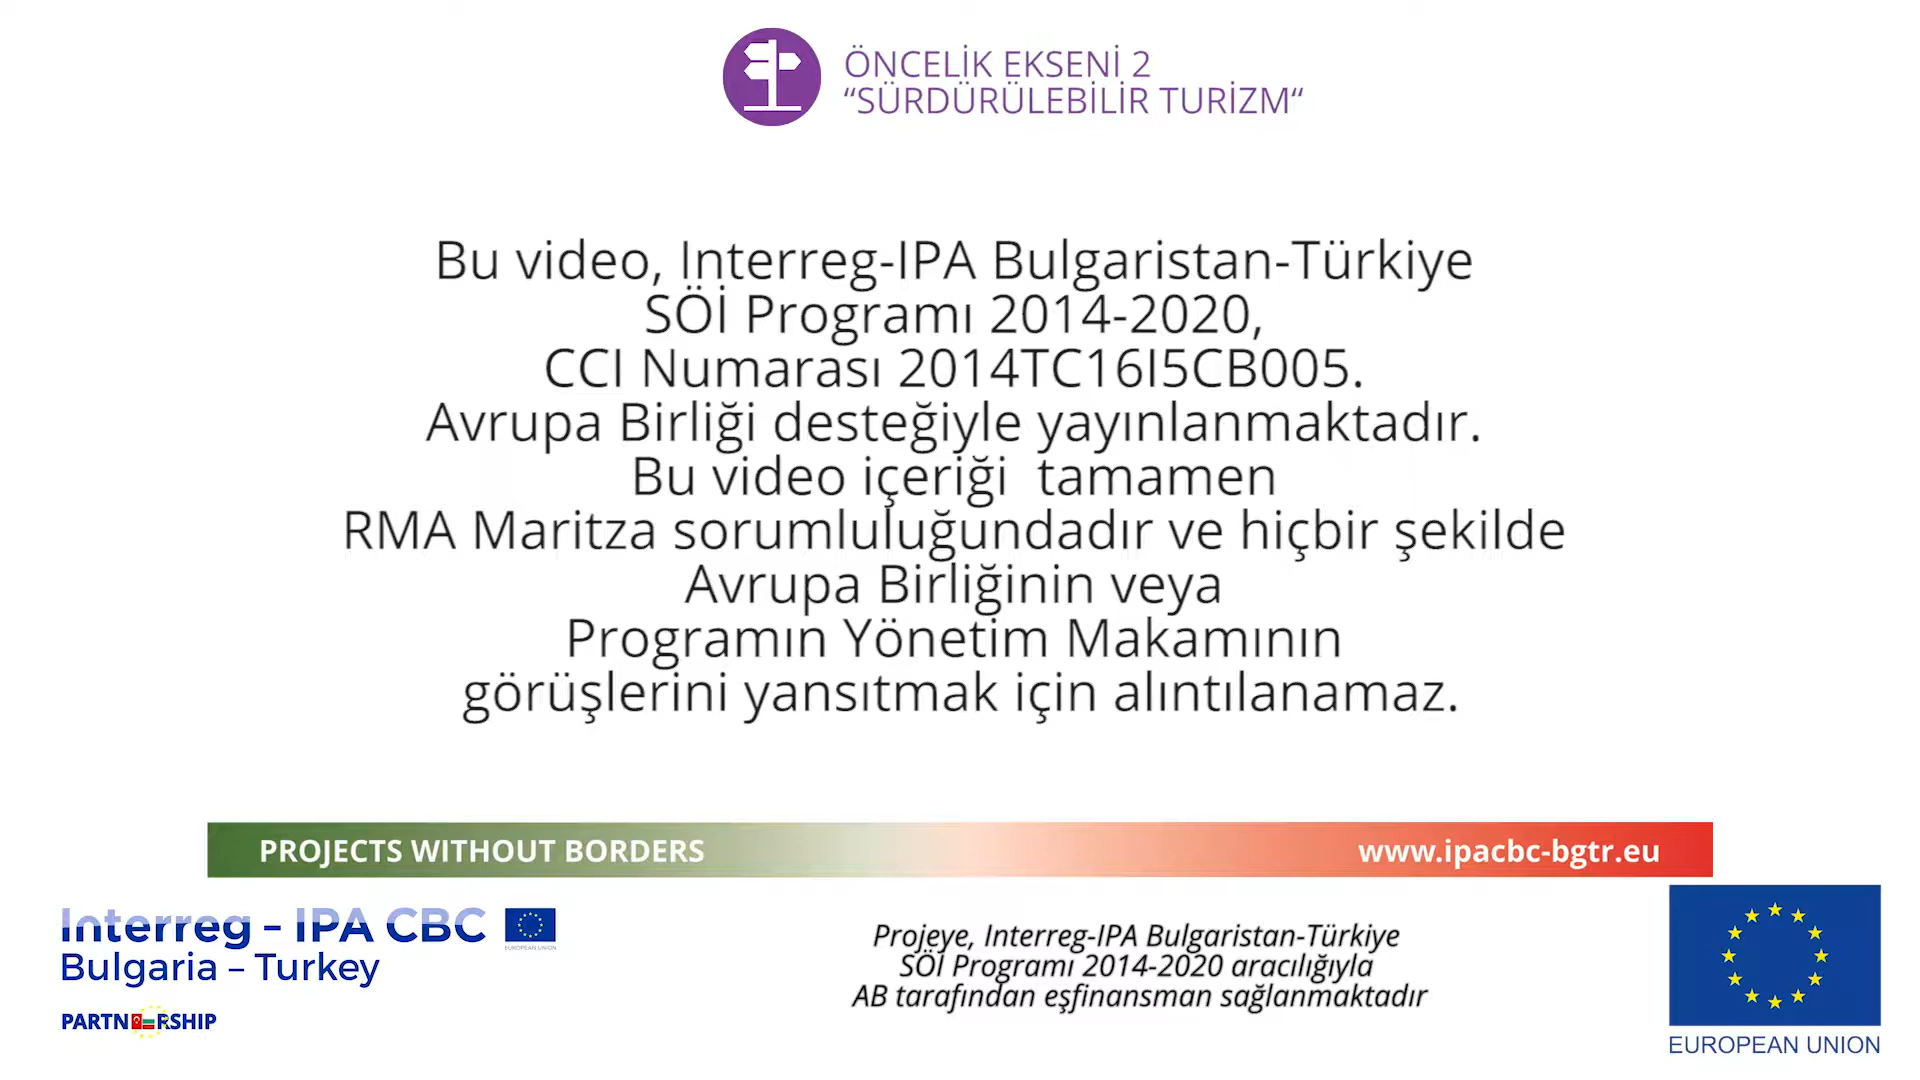 ÖNCELİK EKSENİ 2
“SÜRDÜRÜLEBİLİR TURİZM“
Bu video, Interreg-IPA Bulgaristan-Türkiye
SÖİ Programı 2014-2020,
CCI Numarası 2014TC16I5CB005.
Avrupa Birliği desteğiyle yayınlanmaktadır.
Bu video içeriği tamamen
RMA Maritza sorumluluğundadır ve hiçbir şekilde
Avrupa Birliğinin veya
Programın Yönetim Makamının
görüşlerini yansıtmak için alıntılanamaz.
PROJECTS WITHOUT BORDERS
www.ipacbc-bgtr.eu
Interreg - IPA CBC
EUROPEAN UNION
Bulgaria – Turkey
PARTNERSHIP
Projeye, Interreg-IPA Bulgaristan-Türkiye
SÖİ Programı 2014-2020 aracılığıyla
AB tarafından eşfinansman sağlanmaktadır
EUROPEAN UNION